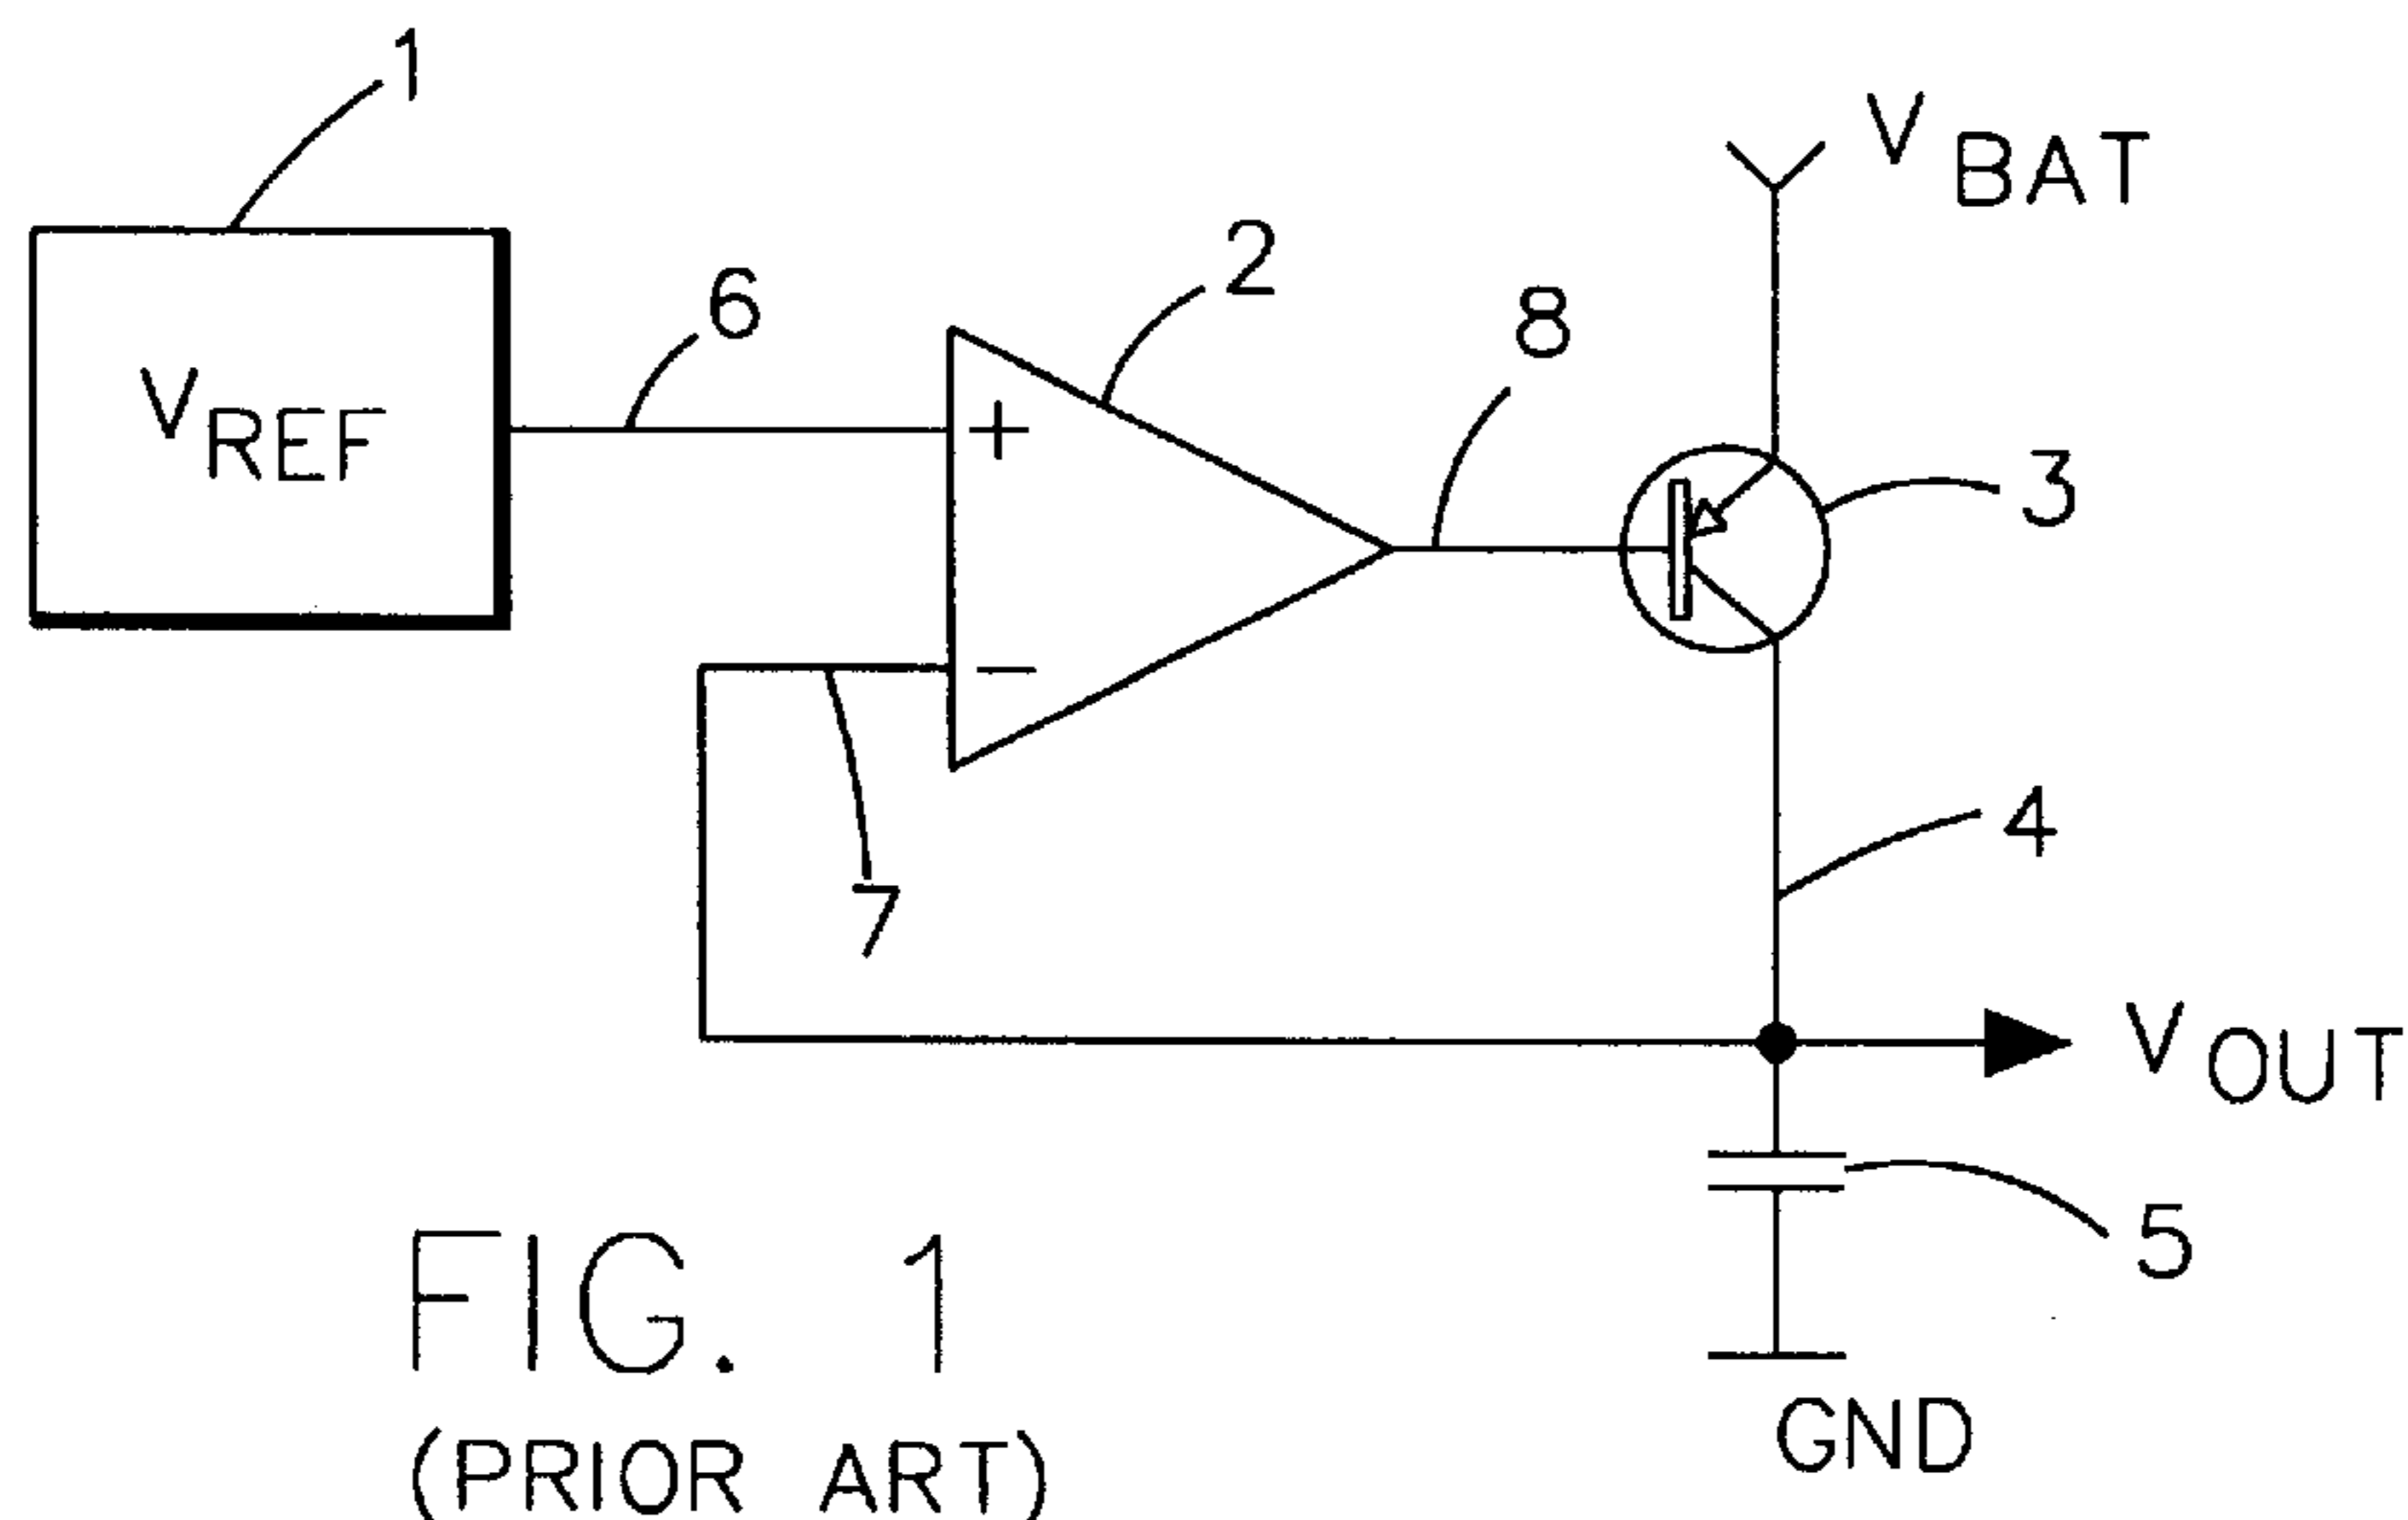 1
V BAT
2
6
8
V REF
+
3
−
4
7
V OUT
5
FIG. 1
GND
(PRIOR ART)